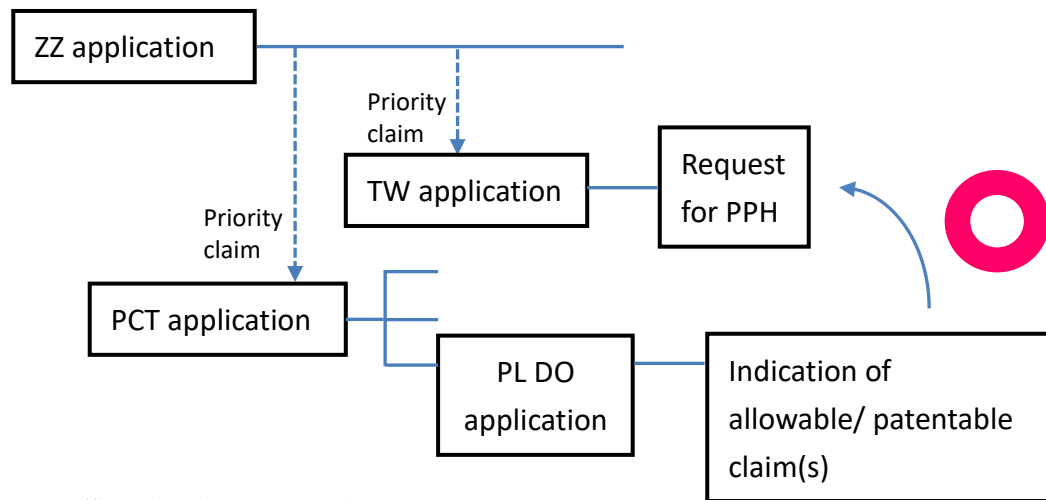 ZZ application
Priority
claim
TW application
Request
for PPH
Priority
claim
PCT application
PL DO
application
Indication of
allowable/ patentable
claim(s)